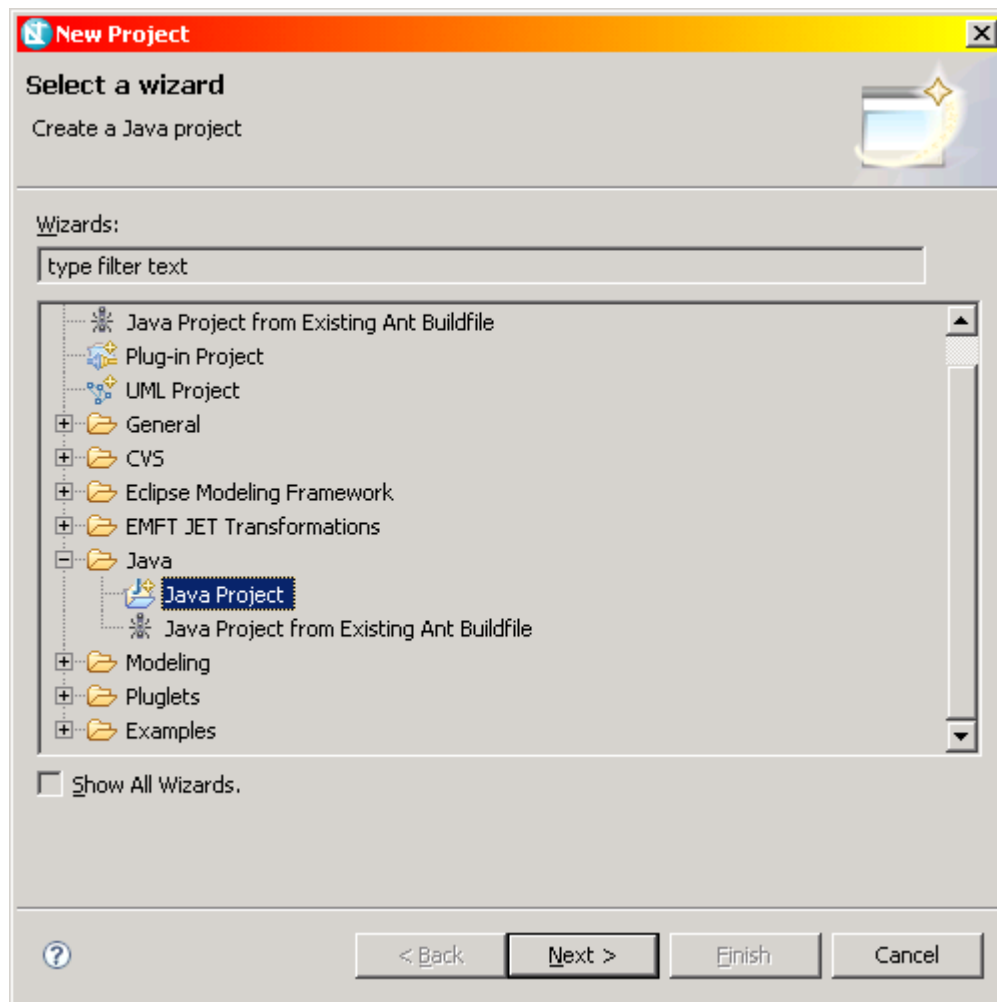 New Project
Select a wizard
Create a Java project
Wizards:
type filter text
Java Project from Existing Ant Buildfile
Plug-in Project
UML Project
General
CVS
Eclipse Modeling Framework
EMFT JET Transformations
Java
Java Project
Java Project from Existing Ant Buildfile
Modeling
Pluglets
Examples
Show All Wizards.
< Back Next > Finish Cancel